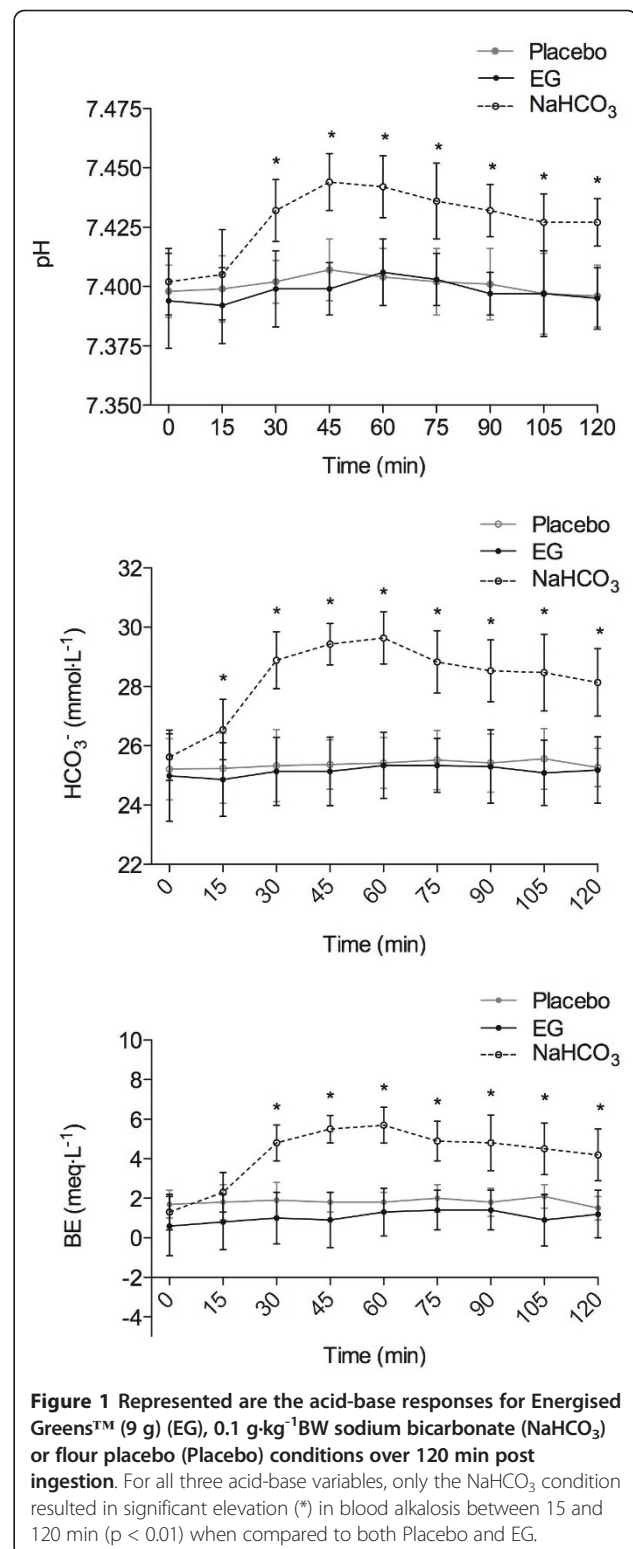 Placebo
EG
NaHCO₃
7.475
7.450
7.425
7.400
7.375
7.350
pH
* * * * * * *
0 15 30 45 60 75 90 105 120
Time (min)
Placebo
EG
NaHCO₃
32
30
28
26
24
22
HCO₃⁻ (mmol·L⁻¹)
* * * * * * * *
0 15 30 45 60 75 90 105 120
Time (min)
Placebo
EG
NaHCO₃
10
8
6
4
2
0
-2
-4
BE (meq·L⁻¹)
* * * * * * *
0 15 30 45 60 75 90 105 120
Time (min)
Figure 1 Represented are the acid-base responses for Energised
Greens™ (9 g) (EG), 0.1 g·kg⁻¹BW sodium bicarbonate (NaHCO₃)
or flour placebo (Placebo) conditions over 120 min post
ingestion. For all three acid-base variables, only the NaHCO₃ condition
resulted in significant elevation (*) in blood alkalosis between 15 and
120 min (p < 0.01) when compared to both Placebo and EG.